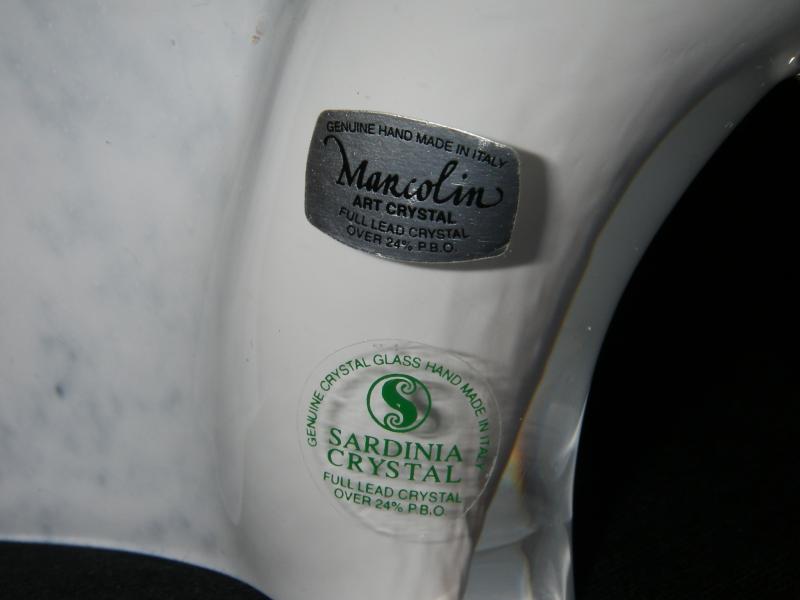 GENUINE HAND MADE IN ITALY
Marcolin
ART CRYSTAL
FULL LEAD CRYSTAL
OVER 24% P.B.O.
GENUINE CRYSTAL GLASS HAND MADE IN ITALY
S
SARDINIA
CRYSTAL
FULL LEAD CRYSTAL
OVER 24% P.B.O.